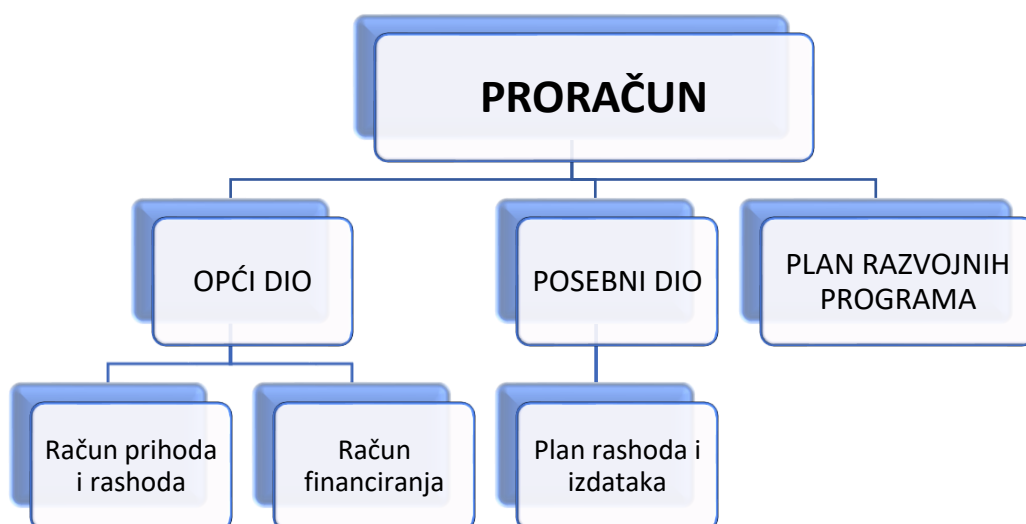 PRORAČUN
OPĆI DIO
POSEBNI DIO
PLAN RAZVOJNIH
PROGRAMA
Račun prihoda
i rashoda
Račun
financiranja
Plan rashoda i
izdataka